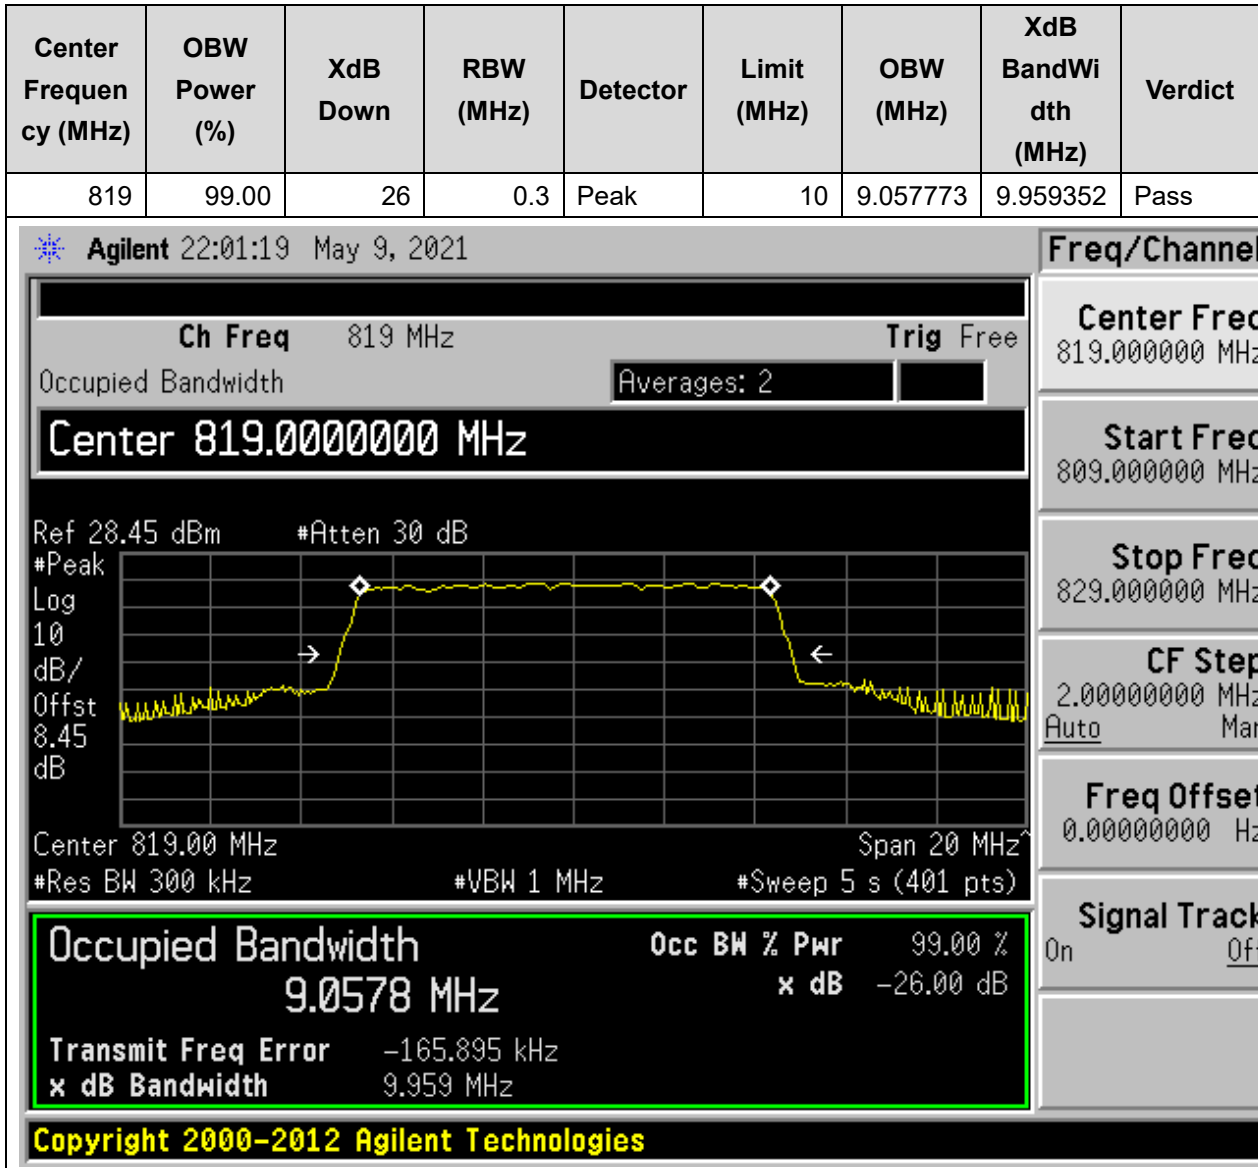 Center Frequen cy (MHz) OBW Power (%) XdB Down RBW (MHz) Detector Limit (MHz) OBW (MHz) XdB BandWi dth (MHz) Verdict
819 99.00 26 0.3 Peak 10 9.057773 9.959352 Pass
Agilent 22:01:19 May 9, 2021
Freq/Channel
Ch Freq 819 MHz Trig Free
Occupied Bandwidth Averages: 2
Center 819.0000000 MHz
Ref 28.45 dBm #Atten 30 dB
#Peak
Log
10
dB/
Offst
8.45
dB
Center 819.00 MHz Span 20 MHz^
#Res BW 300 kHz #VBW 1 MHz #Sweep 5 s (401 pts)
Occupied Bandwidth Occ BW % Pwr 99.00 %
9.0578 MHz x dB -26.00 dB
Transmit Freq Error -165.895 kHz
x dB Bandwidth 9.959 MHz
Center Freq
819.000000 MHz
Start Freq
809.000000 MHz
Stop Freq
829.000000 MHz
CF Step
2.00000000 MHz
Auto Man
Freq Offset
0.00000000 Hz
Signal Track
On Off
Copyright 2000-2012 Agilent Technologies